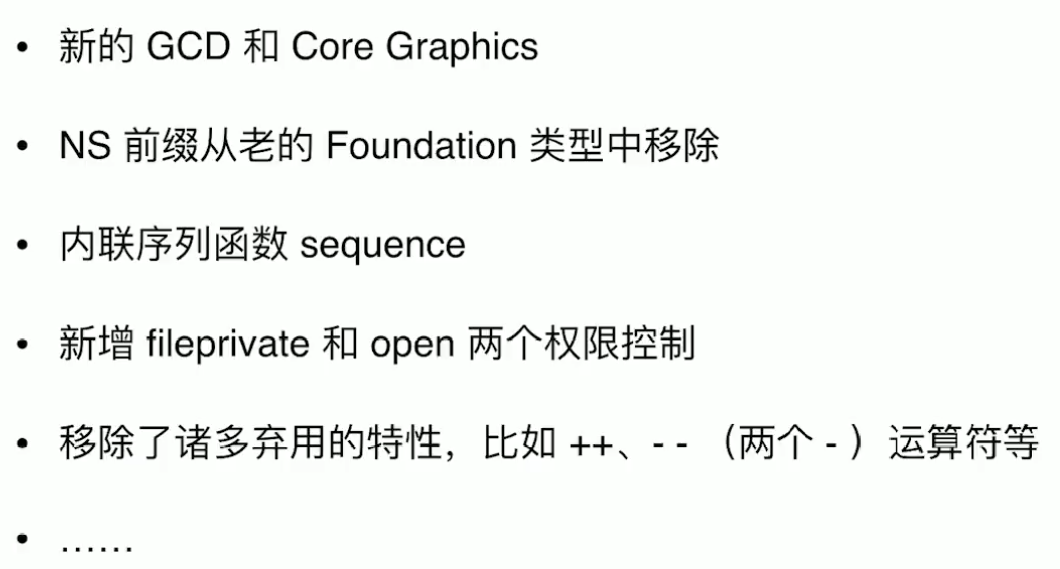 • 新的 GCD 和 Core Graphics
• NS 前缀从老的 Foundation 类型中移除
• 内联序列函数 sequence
• 新增 fileprivate 和 open 两个权限控制
• 移除了诸多弃用的特性，比如 ++、- - （两个 - ）运算符等
• ……